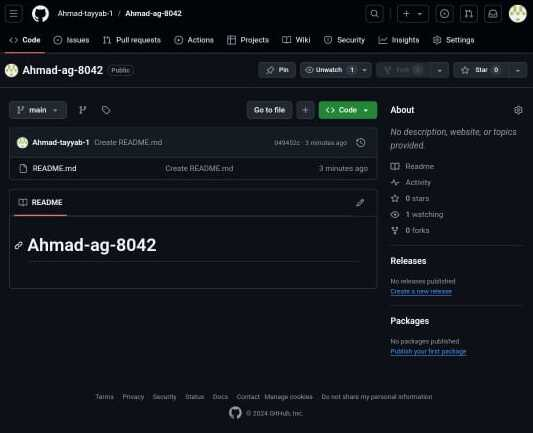 Ahmad-tayyab-1 / Ahmad-ag-8042
Code Issues Pull requests Actions Projects Wiki Security Insights Settings
Ahmad-ag-8042 Public Pin Unwatch 1 Fork 0 Star 0
main Go to file Code
Ahmad-tayyab-1 Create README.md 049452c · 3 minutes ago
README.md Create README.md 3 minutes ago
README
Ahmad-ag-8042
About
No description, website, or topics
provided.
Readme
Activity
0 stars
1 watching
0 forks
Releases
No releases published
Create a new release
Packages
No packages published
Publish your first package
Terms Privacy Security Status Docs Contact Manage cookies Do not share my personal information
© 2024 GitHub, Inc.